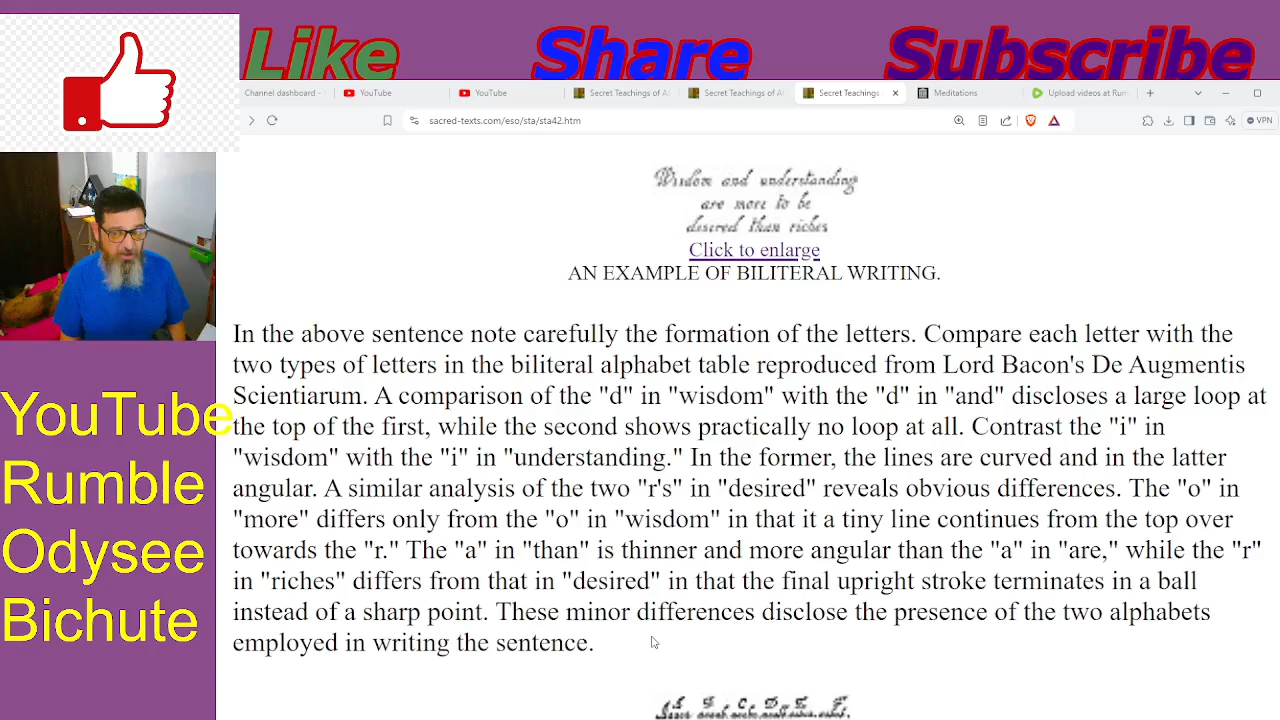 Like Share Subscribe
Channel dashboard - YouTube YouTube Secret Teachings of A Secret Teachings of A Secret Teachings Meditations Upload videos at Rum
sacred-texts.com/eso/sta/sta42.htm VPN
Wisdom and understanding
are more to be
desired than riches
Click to enlarge
AN EXAMPLE OF BILITERAL WRITING.
In the above sentence note carefully the formation of the letters. Compare each letter with the
two types of letters in the biliteral alphabet table reproduced from Lord Bacon's De Augmentis
Scientiarum. A comparison of the "d" in "wisdom" with the "d" in "and" discloses a large loop at
the top of the first, while the second shows practically no loop at all. Contrast the "i" in
"wisdom" with the "i" in "understanding." In the former, the lines are curved and in the latter
angular. A similar analysis of the two "r's" in "desired" reveals obvious differences. The "o" in
"more" differs only from the "o" in "wisdom" in that it a tiny line continues from the top over
towards the "r." The "a" in "than" is thinner and more angular than the "a" in "are," while the "r"
in "riches" differs from that in "desired" in that the final upright stroke terminates in a ball
instead of a sharp point. These minor differences disclose the presence of the two alphabets
employed in writing the sentence.
A B C D E F
YouTube
Rumble
Odysee
Bichute